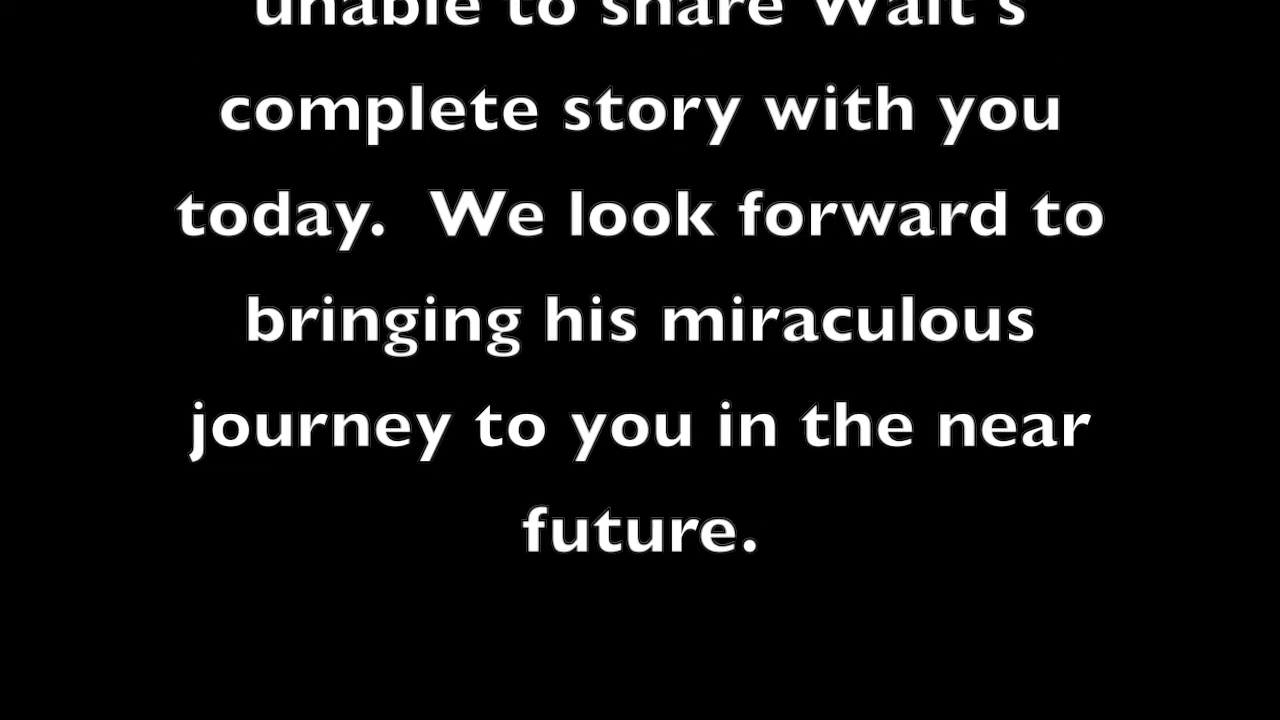 unable to share Walt's
complete story with you
today.  We look forward to
bringing his miraculous
journey to you in the near
future.